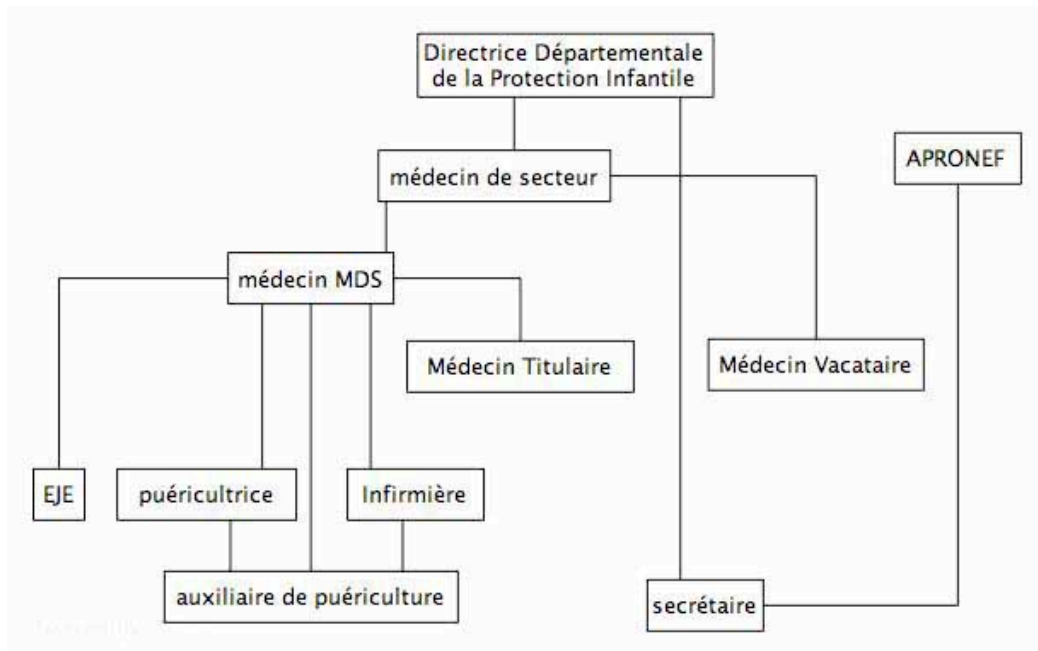 Directrice Départementale
de la Protection Infantile
APRONEF
médecin de secteur
médecin MDS
Médecin Titulaire
Médecin Vacataire
EJE
puéricultrice
Infirmière
auxiliaire de puériculture
secrétaire